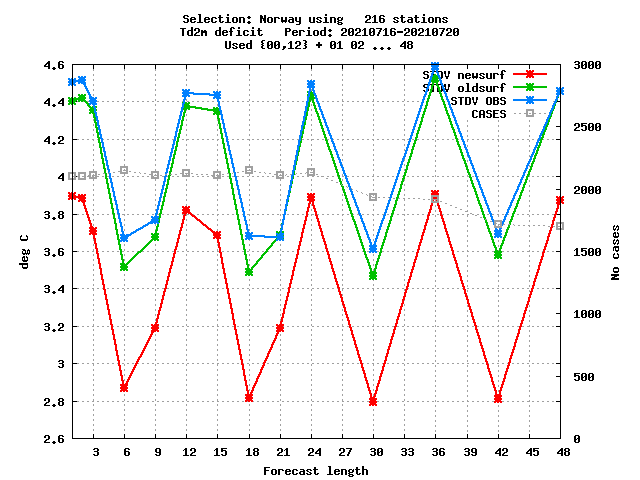 Selection: Norway using   216 stations
Td2m deficit   Period: 20210716-20210720
Used {00,12} + 01 02 ... 48
STDV newsurf
STDV oldsurf
STDV OBS
CASES
4.6
4.4
4.2
4
3.8
3.6
3.4
3.2
3
2.8
2.6
deg C
3000
2500
2000
1500
1000
500
0
No cases
3 6 9 12 15 18 21 24 27 30 33 36 39 42 45 48
Forecast length